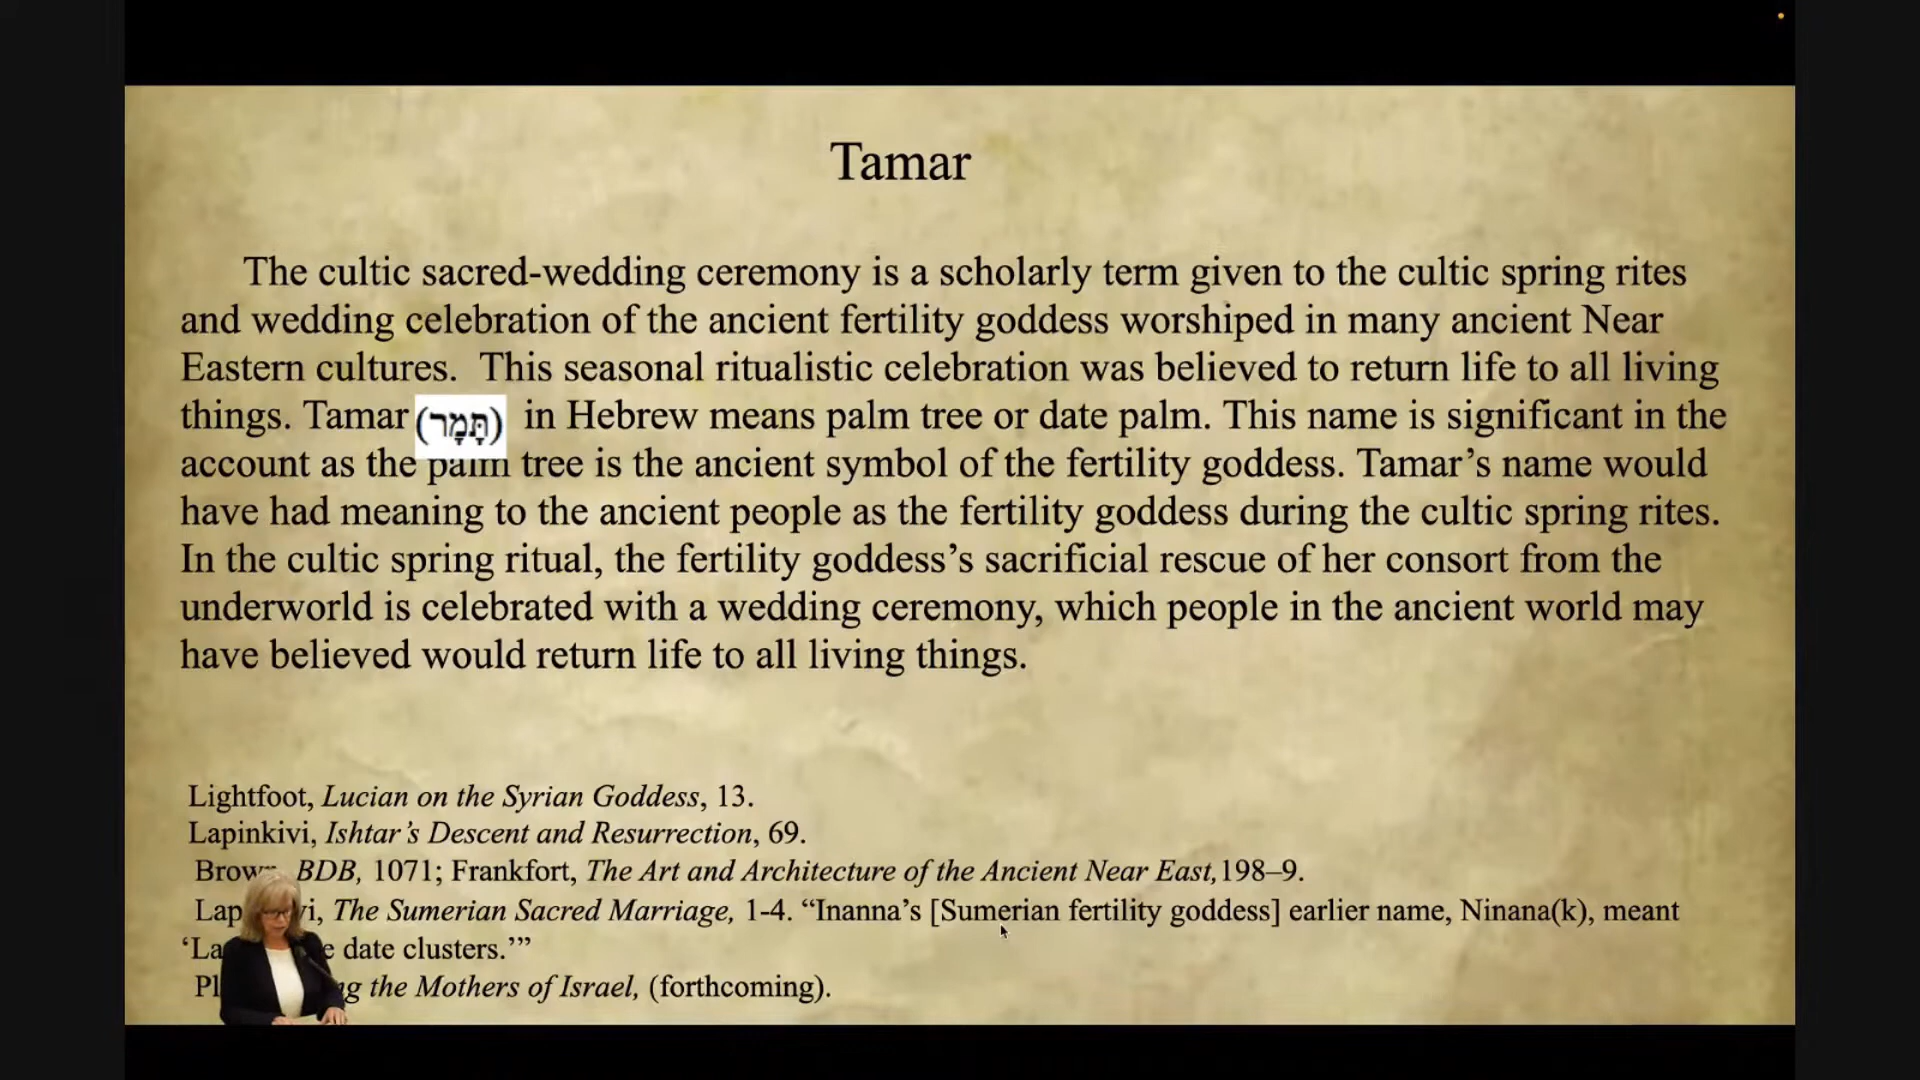 Tamar
The cultic sacred-wedding ceremony is a scholarly term given to the cultic spring rites
and wedding celebration of the ancient fertility goddess worshiped in many ancient Near
Eastern cultures. This seasonal ritualistic celebration was believed to return life to all living
things. Tamar (תָּמָר) in Hebrew means palm tree or date palm. This name is significant in the
account as the palm tree is the ancient symbol of the fertility goddess. Tamar’s name would
have had meaning to the ancient people as the fertility goddess during the cultic spring rites.
In the cultic spring ritual, the fertility goddess’s sacrificial rescue of her consort from the
underworld is celebrated with a wedding ceremony, which people in the ancient world may
have believed would return life to all living things.
Lightfoot, Lucian on the Syrian Goddess, 13.
Lapinkivi, Ishtar’s Descent and Resurrection, 69.
Brown, BDB, 1071; Frankfort, The Art and Architecture of the Ancient Near East,198–9.
The Sumerian Sacred Marriage, 1-4. “Inanna’s [Sumerian fertility goddess] earlier name, Ninana(k), meant
date clusters.’”
the Mothers of Israel, (forthcoming).